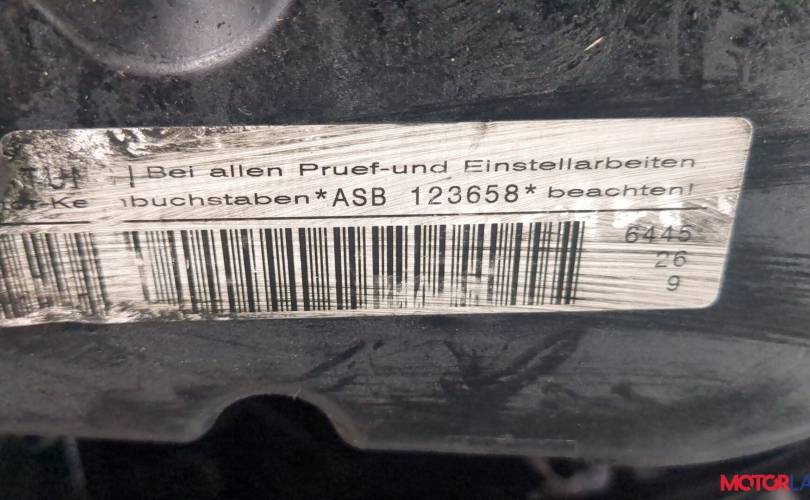 Bei allen Pruef-und Einstellarbeiten
buchstaben*ASB 123658* beachten!
6445
26
9
MOTOR